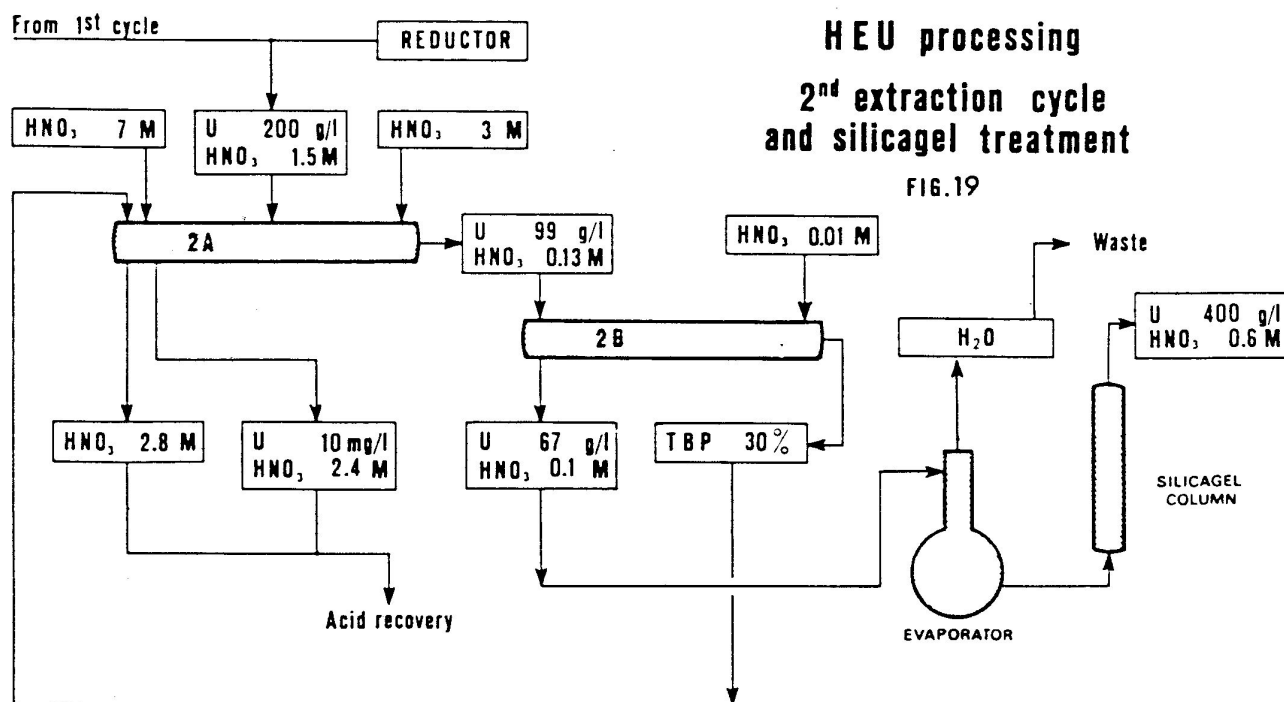 From 1st cycle
REDUCTOR
HEU processing
2nd extraction cycle
and silicagel treatment
FIG.19
HNO₃ 7 M
U 200 g/l
HNO₃ 1.5 M
HNO₃ 3 M
2A
U 99 g/l
HNO₃ 0.13 M
HNO₃ 0.01 M
Waste
2B
H₂O
U 400 g/l
HNO₃ 0.6 M
HNO₃ 2.8 M
U 10 mg/l
HNO₃ 2.4 M
U 67 g/l
HNO₃ 0.1 M
TBP 30%
SILICAGEL
COLUMN
Acid recovery
EVAPORATOR